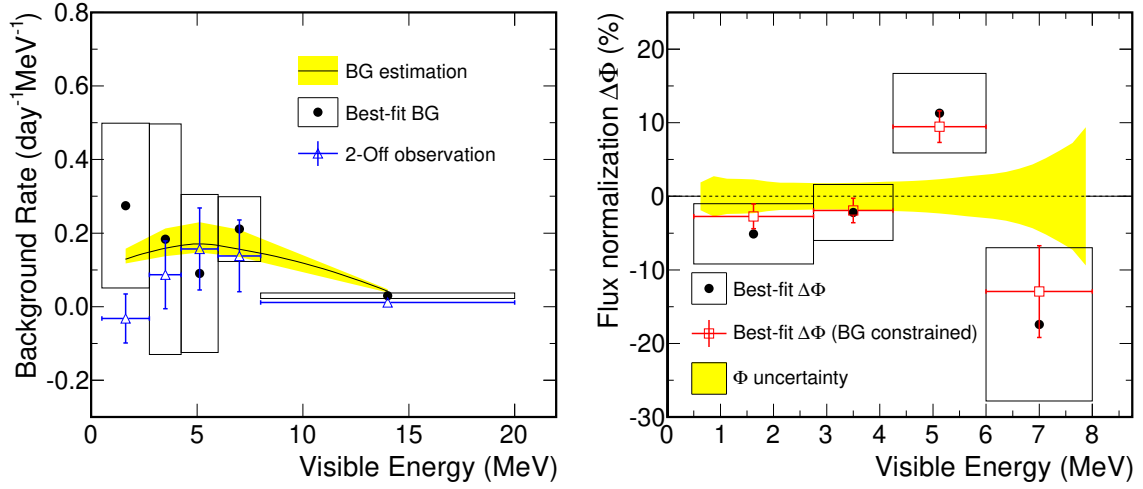 0.8
0.6
0.4
0.2
0.0
-0.2
Background Rate (day⁻¹MeV⁻¹)
BG estimation
Best-fit BG
2-Off observation
0 5 10 15 20
Visible Energy (MeV)
20
10
0
-10
-20
-30
Flux normalization ΔΦ (%)
Best-fit ΔΦ
Best-fit ΔΦ (BG constrained)
Φ uncertainty
0 1 2 3 4 5 6 7 8
Visible Energy (MeV)